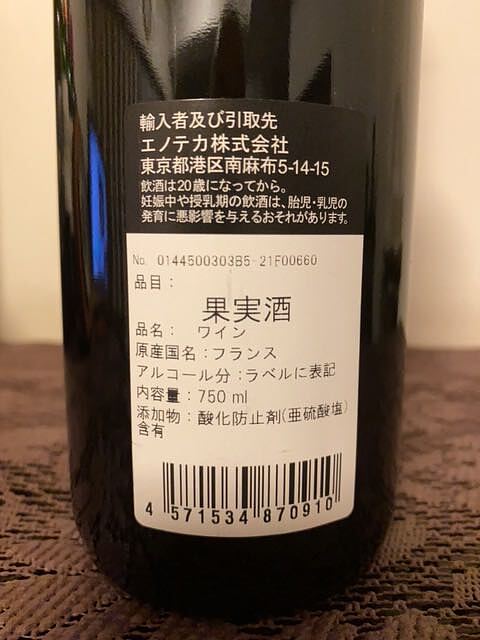 輸入者及び引取先
エノテカ株式会社
東京都港区南麻布5-14-15
飲酒は20歳になってから。
妊娠中や授乳期の飲酒は、胎児・乳児の
発育に悪影響を与えるおそれがあります。
No. 0144500303B5-21F00660
品目：
果実酒
品名： ワイン
原産国名：フランス
アルコール分：ラベルに表記
内容量：750 ml
添加物：酸化防止剤(亜硫酸塩)
含有
4 571534 870910